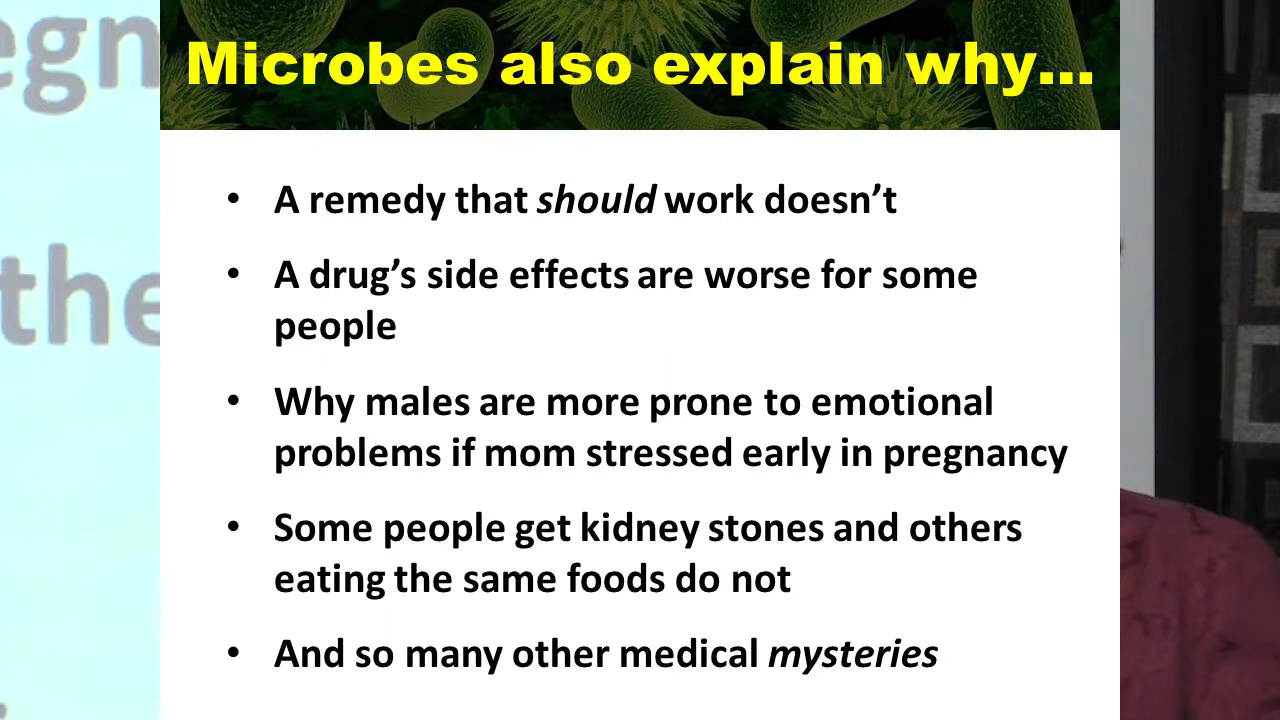 Microbes also explain why...
• A remedy that should work doesn’t
• A drug’s side effects are worse for some
people
• Why males are more prone to emotional
problems if mom stressed early in pregnancy
• Some people get kidney stones and others
eating the same foods do not
• And so many other medical mysteries
egn
the